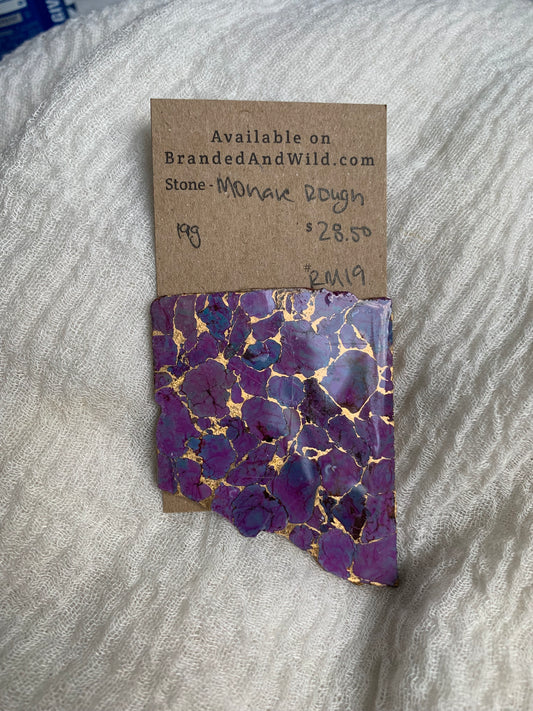 Available on
BrandedAndWild.com
Stone - Mohave Rough
19g $28.50
#RM19